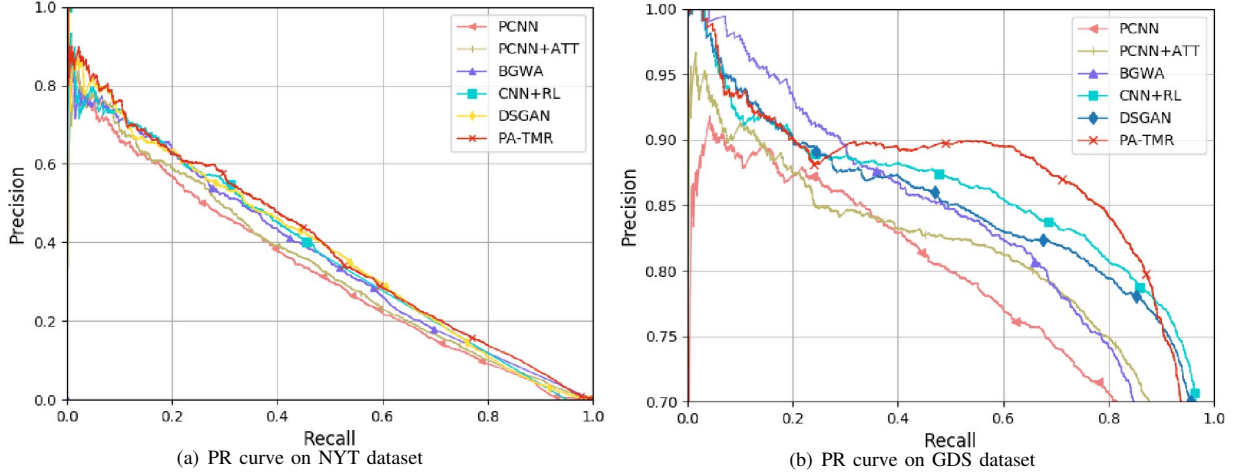 1.0
0.8
0.6
0.4
0.2
0.0
Precision
0.0 0.2 0.4 0.6 0.8 1.0
Recall
PCNN
PCNN+ATT
BGWA
CNN+RL
DSGAN
PA-TMR
(a) PR curve on NYT dataset
1.00
0.95
0.90
0.85
0.80
0.75
0.70
Precision
0.0 0.2 0.4 0.6 0.8 1.0
Recall
PCNN
PCNN+ATT
BGWA
CNN+RL
DSGAN
PA-TMR
(b) PR curve on GDS dataset